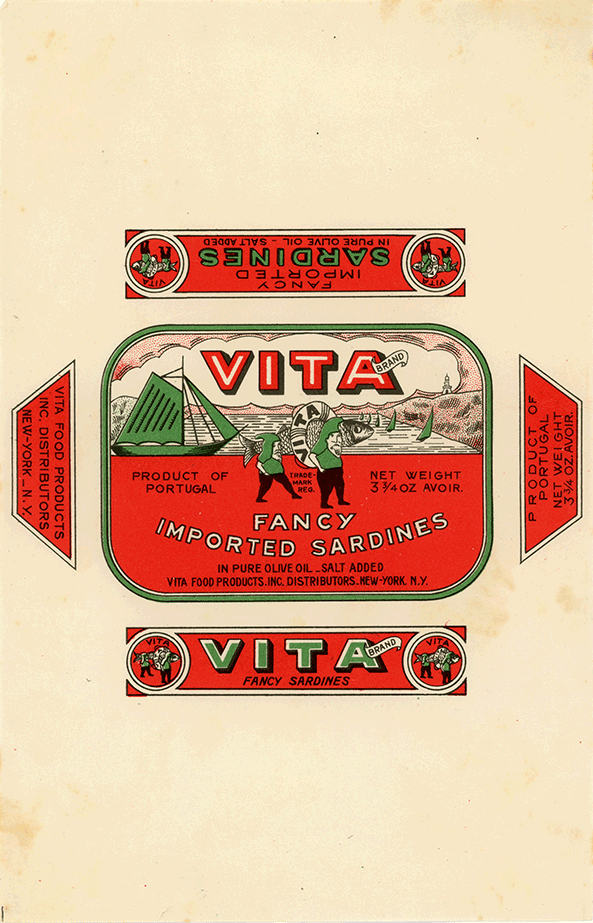 FANCY
IMPORTED
SARDINES
IN PURE OLIVE OIL - SALT ADDED
VITA
VITA
VITA BRAND
VITA
TRADE-
MARK
REG.
PRODUCT OF
PORTUGAL
NET WEIGHT
3 3/4 OZ AVOIR.
FANCY
IMPORTED SARDINES
IN PURE OLIVE OIL - SALT ADDED
VITA FOOD PRODUCTS. INC. DISTRIBUTORS. NEW-YORK. N.Y.
VITA FOOD PRODUCTS
INC. DISTRIBUTORS
NEW-YORK - N.Y.
PRODUCT OF
PORTUGAL
NET WEIGHT
3 3/4 OZ. AVOIR.
VITA
VITA BRAND
FANCY SARDINES
VITA